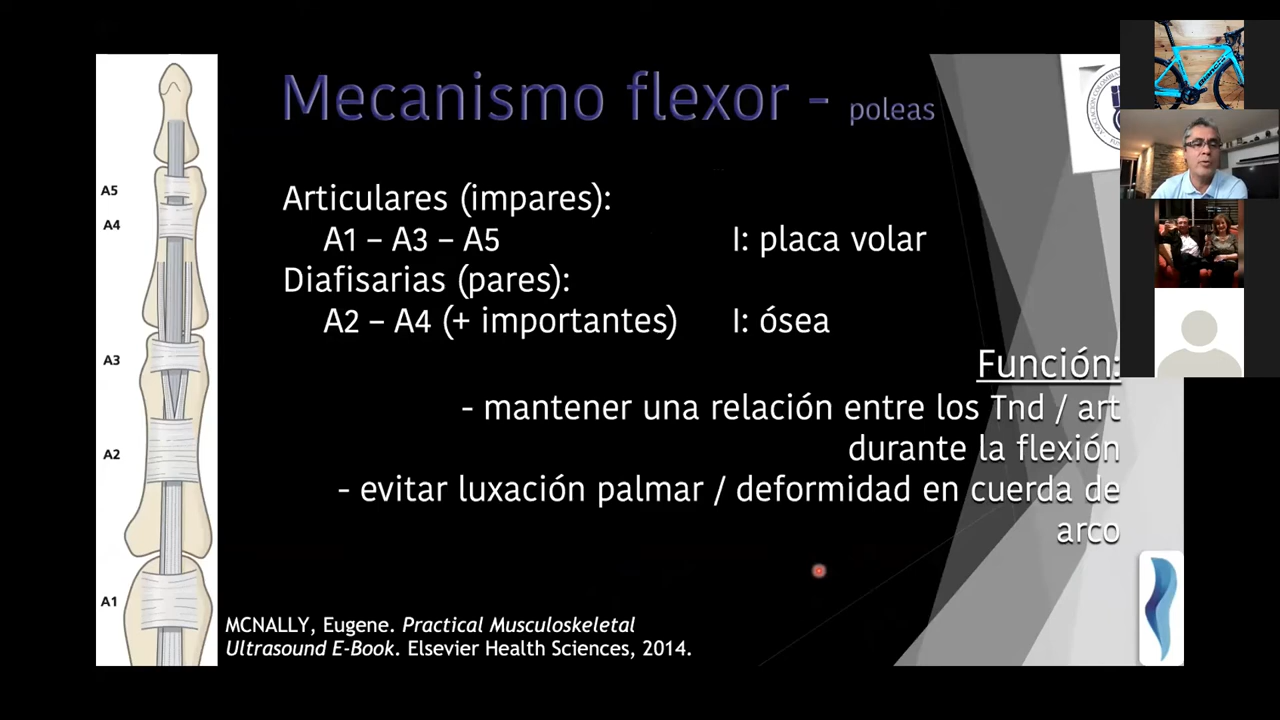 Mecanismo flexor - poleas
Articulares (impares):
A1 – A3 – A5 I: placa volar
Diafisarias (pares):
A2 – A4 (+ importantes) I: ósea
Función:
- mantener una relación entre los Tnd / art
durante la flexión
- evitar luxación palmar / deformidad en cuerda de
arco
A5
A4
A3
A2
A1
MCNALLY, Eugene. Practical Musculoskeletal
Ultrasound E-Book. Elsevier Health Sciences, 2014.